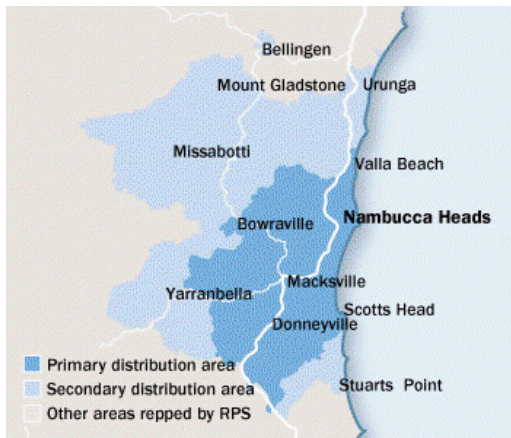 Bellingen
Mount Gladstone
Urunga
Missabotti
Valla Beach
Nambucca Heads
Bowraville
Macksville
Yarranbella
Scotts Head
Donneyville
Primary distribution area
Secondary distribution area
Stuarts Point
Other areas repped by RPS